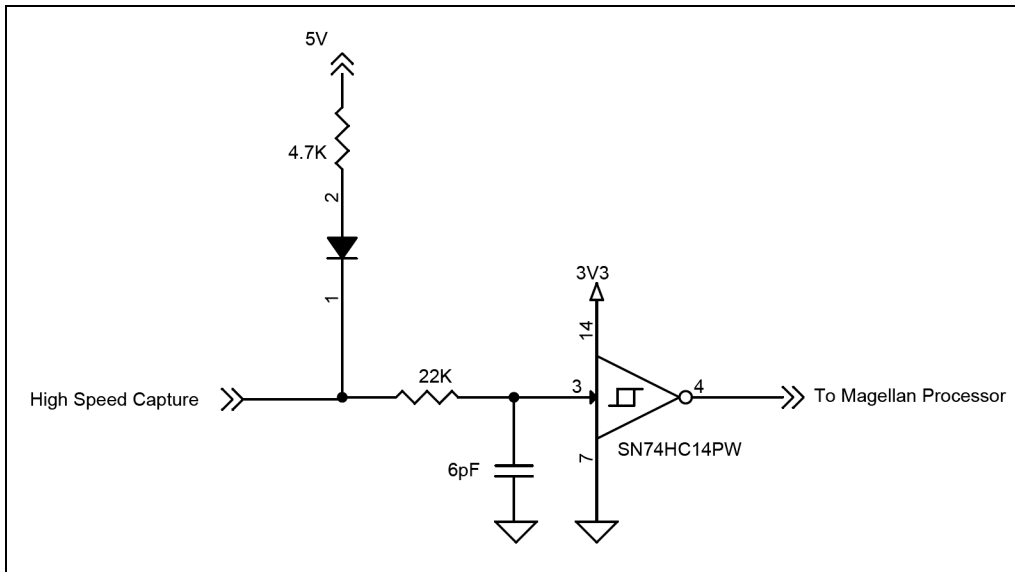 5V
4.7K
2
1
3V3
14
High Speed Capture
22K
3
4
To Magellan Processor
SN74HC14PW
7
6pF